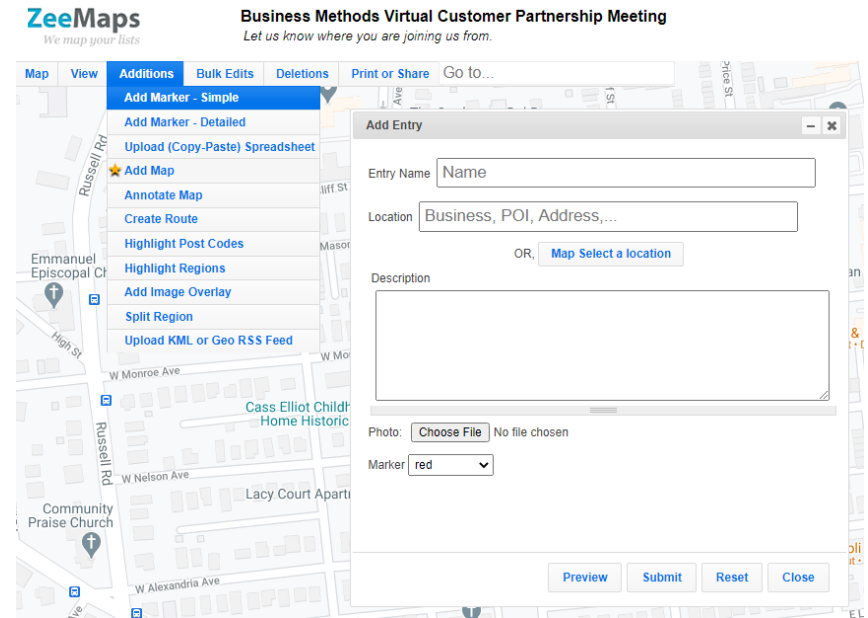 ZeeMaps
We map your lists
Business Methods Virtual Customer Partnership Meeting
Let us know where you are joining us from.
Map View Additions Bulk Edits Deletions Print or Share Go to...
Add Marker - Simple
Add Marker - Detailed
Upload (Copy-Paste) Spreadsheet
Add Map
Annotate Map
Create Route
Highlight Post Codes
Highlight Regions
Add Image Overlay
Split Region
Upload KML or Geo RSS Feed
Add Entry
Entry Name Name
Location Business, POI, Address,...
OR, Map Select a location
Description
Photo: Choose File No file chosen
Marker red
Preview Submit Reset Close
Price St
Ave
St
Russell Rd
liff St
Mason
Emmanuel
Episcopal Ch
High St
W Mo
W Monroe Ave
Cass Elliot Childh
Home Historic
Russell Rd
W Nelson Ave
Lacy Court Apart
Community
Praise Church
W Alexandria Ave
an
&